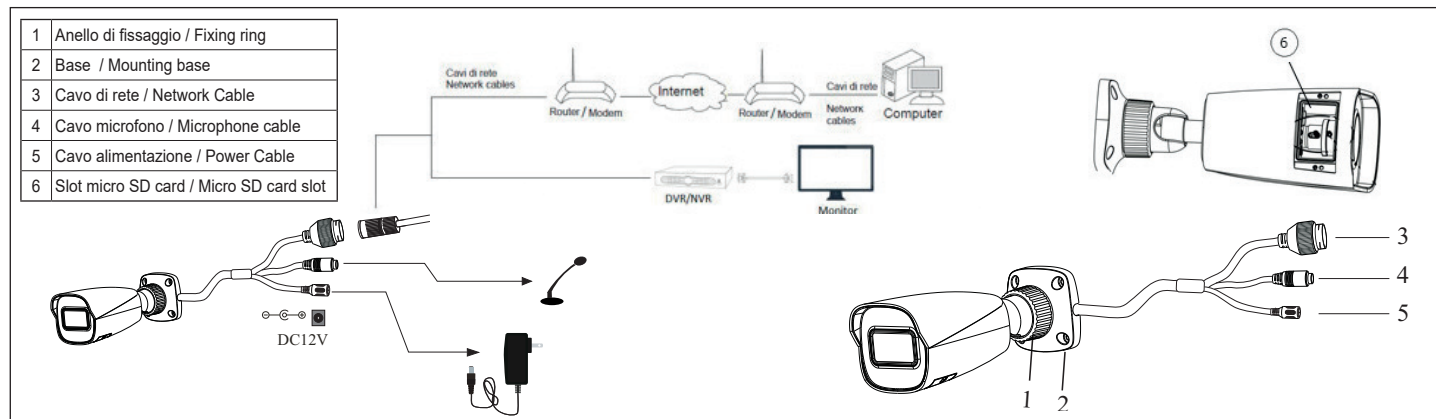 1 Anello di fissaggio / Fixing ring
2 Base / Mounting base
3 Cavo di rete / Network Cable
4 Cavo microfono / Microphone cable
5 Cavo alimentazione / Power Cable
6 Slot micro SD card / Micro SD card slot
Cavi di rete
Network cables
Router / Modem
Internet
Router / Modem
Cavi di rete
Network
cables
Computer
DVR/NVR
Monitor
6
DC12V
3
4
5
1
2